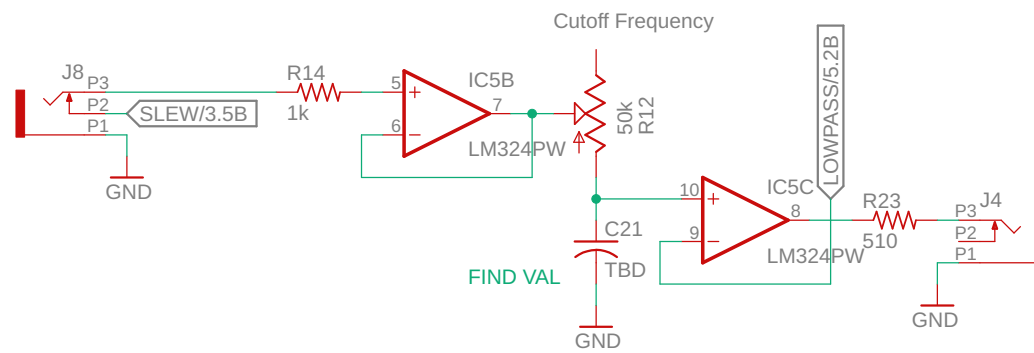 Cutoff Frequency
J8
P3
P2
P1
SLEW/3.5B
GND
R14
1k
5
6
7
+
−
IC5B
LM324PW
50k
R12
LOWPASS/5.2B
10
9
8
+
−
IC5C
LM324PW
C21
TBD
FIND VAL
GND
R23
510
J4
P3
P2
P1
GND